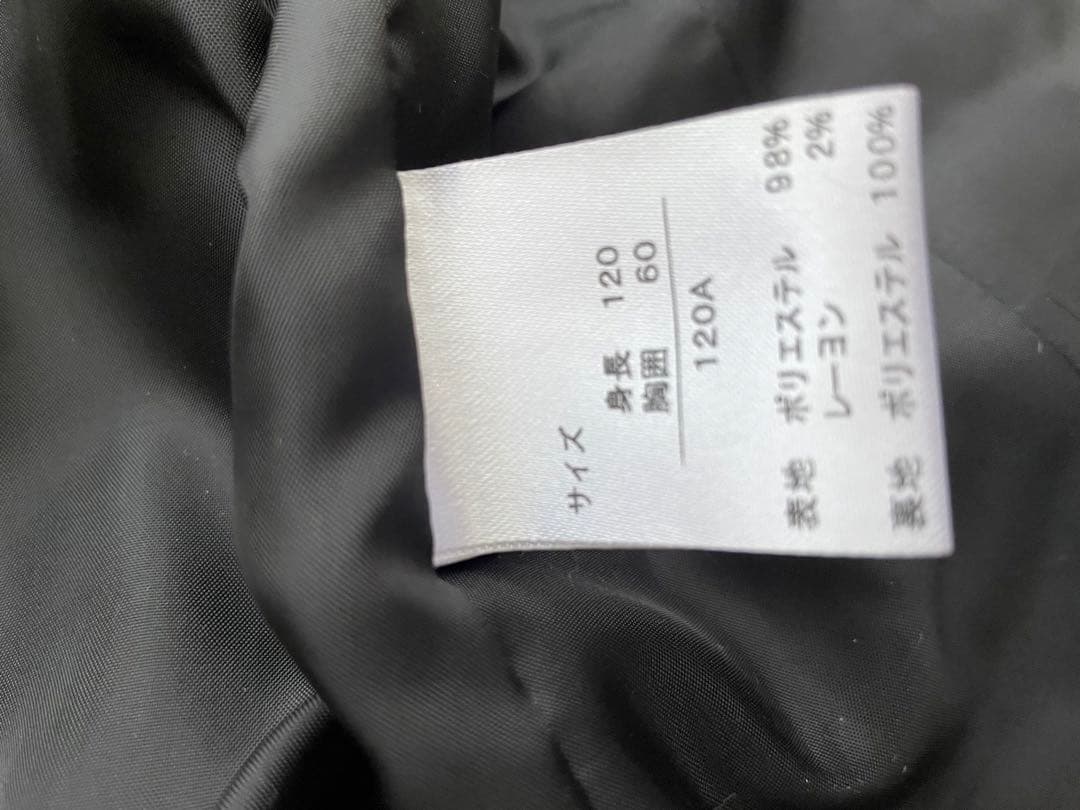 サイズ
身長 120
胸囲 60
120A
表地 ポリエステル 98%
レーヨン 2%
裏地 ポリエステル 100%